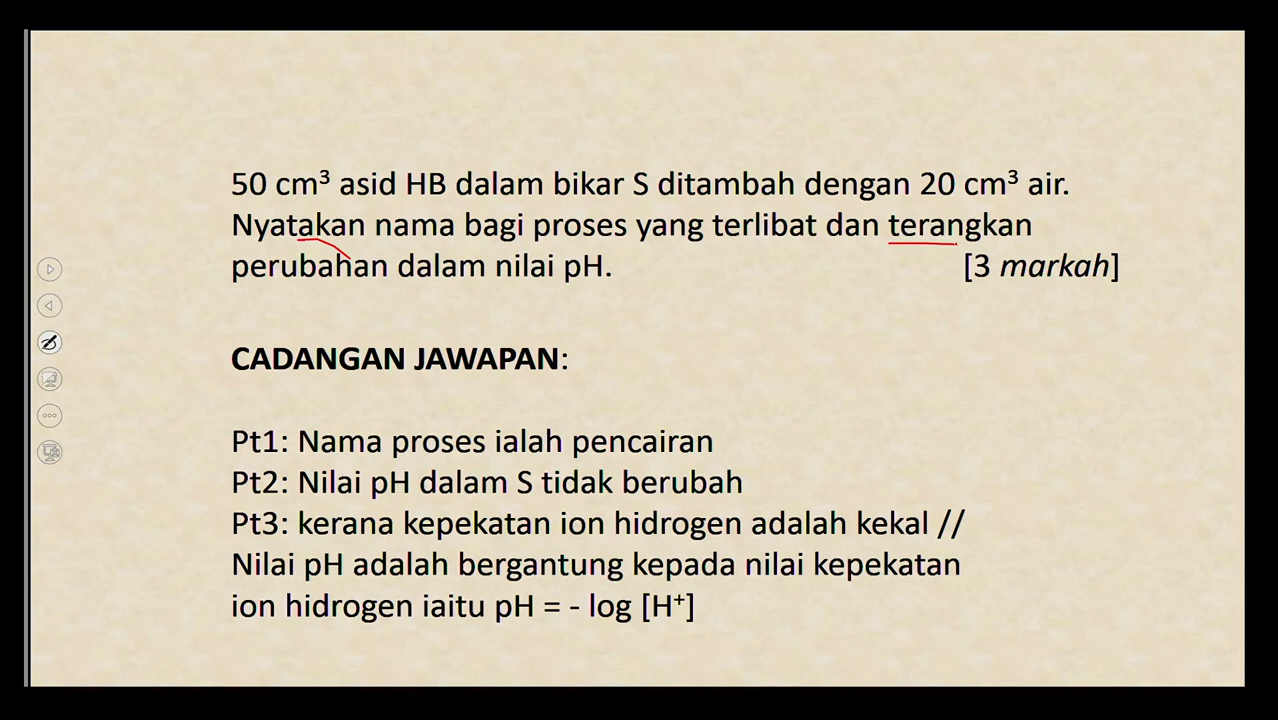 50 cm³ asid HB dalam bikar S ditambah dengan 20 cm³ air.
Nyatakan nama bagi proses yang terlibat dan terangkan
perubahan dalam nilai pH. [3 markah]
CADANGAN JAWAPAN:
Pt1: Nama proses ialah pencairan
Pt2: Nilai pH dalam S tidak berubah
Pt3: kerana kepekatan ion hidrogen adalah kekal //
Nilai pH adalah bergantung kepada nilai kepekatan
ion hidrogen iaitu pH = - log [H⁺]